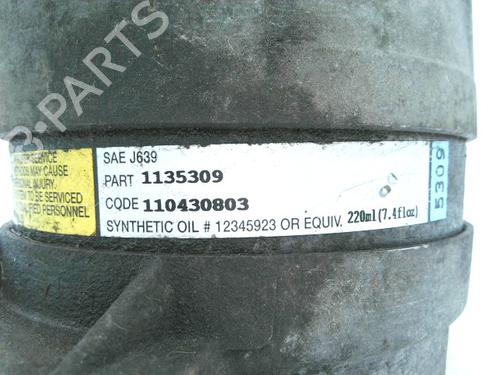 SAE J639
PART 1135309
CODE 110430803
SYNTHETIC OIL # 12345923 OR EQUIV. 220ml(7.4floz)
SERVICE
MAY CAUSE
INJURY.
TO BE SERVICED
PERSONNEL
5309
B-PARTS